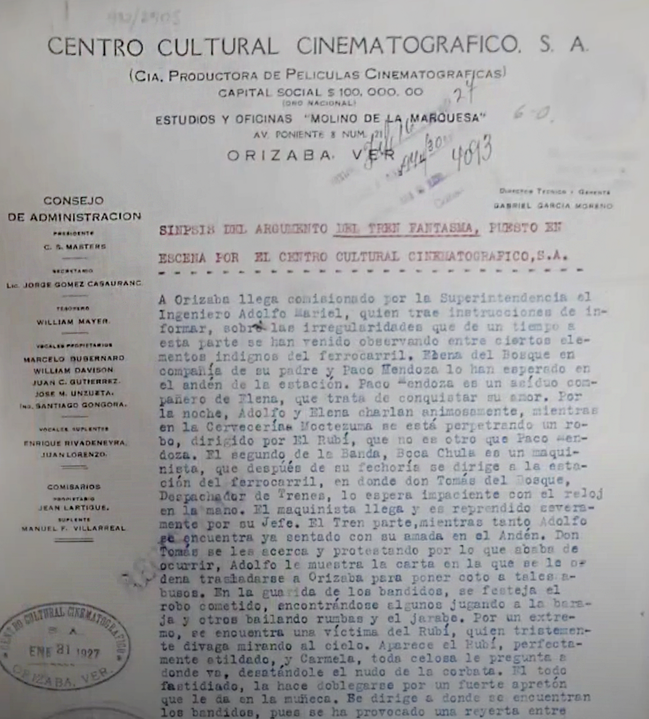 CENTRO CULTURAL CINEMATOGRAFICO, S. A.
(CIA. PRODUCTORA DE PELICULAS CINEMATOGRAFICAS)
CAPITAL SOCIAL $ 100,000.00
(ORO NACIONAL)
ESTUDIOS Y OFICINAS "MOLINO DE LA MARQUESA"
AV. PONIENTE 8 NUM. 21
ORIZABA, VER
27
4093
DIRECTOR TECNICO Y GERENTE
GABRIEL GARCIA MORENO
CONSEJO
DE ADMINISTRACION
PRESIDENTE
C. S. MASTERS
SECRETARIO
LIC. JORGE GOMEZ CASAURANC.
TESORERO
WILLIAM MAYER.
VOCALES PROPIETARIOS
MARCELO BUGERNARD
WILLIAM DAVISON
JUAN C. GUTIERREZ.
JOSE M. UNZUETA.
ING. SANTIAGO GONGORA.
VOCALES SUPLENTES
ENRIQUE RIVADENEYRA.
JUAN LORENZO.
COMISARIOS
PROPIETARIO
JEAN LARTIGUE.
SUPLENTE
MANUEL F. VILLARREAL
SINPSIS DEL ARGUMENTO DEL TREN FANTASMA, PUESTO EN
ESCENA POR EL CENTRO CULTURAL CINEMATOGRAFICO,S.A.
A Orizaba llega comisionado por la Superintendencia el
Ingeniero Adolfo Mariel, quien trae instrucciones de in-
formar, sobre las irregularidades que de un tiempo a
esta parte se han venido observando entre ciertos ele-
mentos indignos del ferrocarril. Elena del Bosque en
compañía de su padre y Paco Mendoza lo han esperado en
el andén de la estación. Paco Mendoza es un asíduo com-
pañero de Elena, que trata de conquistar su amor. Por
la noche, Adolfo y Elena charlan animosamente, mientras
en la Cervecería Moctezuma se está perpetrando un ro-
bo, dirigido por El Rubí, que no es otro que Paco Men-
doza. El segundo de la Banda, Boca Chula es un maqui-
nista, que después de su fechoría se dirige a la esta-
ción del ferrocarril, en donde don Tomás del Bosque,
Despachador de Trenes, lo espera impaciente con el reloj
en la mano. El maquinista llega y es reprendido severa-
mente por su Jefe. El Tren parte,mientras tanto Adolfo
se encuentra ya sentado con su amada en el Andén. Don
Tomás se les acerca y protestando por lo que ababa de
ocurrir, Adolfo le muestra la carta en la que se le or
dena trasladarse a Orizaba para poner coto a tales a-
busos. En la guarida de los bandidos, se festeja el
robo cometido, encontrándose algunos jugando a la bara-
ja y otros bailando rumbas y el jarabe. Por un extre-
mo, se encuentra una víctima del Rubí, quien tristemen-
te divaga mirando al cielo. Aparece el Rubí, perfecta-
mente atildado, y Carmela, toda celosa le pregunta a
donde va, desatándole el nudo de la corbata. El todo
fastidiado, la hace doblegarse por un fuerte apretón
que le da en la muñeca. Se dirige a donde se encuentran
los bandidos, pues se ha provocado una reyerta entre
CENTRO CULTURAL CINEMATOGRAFICO
S. A.
ENE 31 1927
ORIZABA, VER.